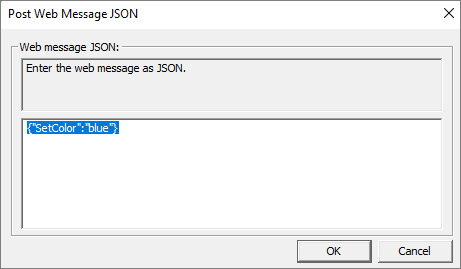 Post Web Message JSON
Web message JSON:
Enter the web message as JSON.
{"SetColor":"blue"}
OK
Cancel